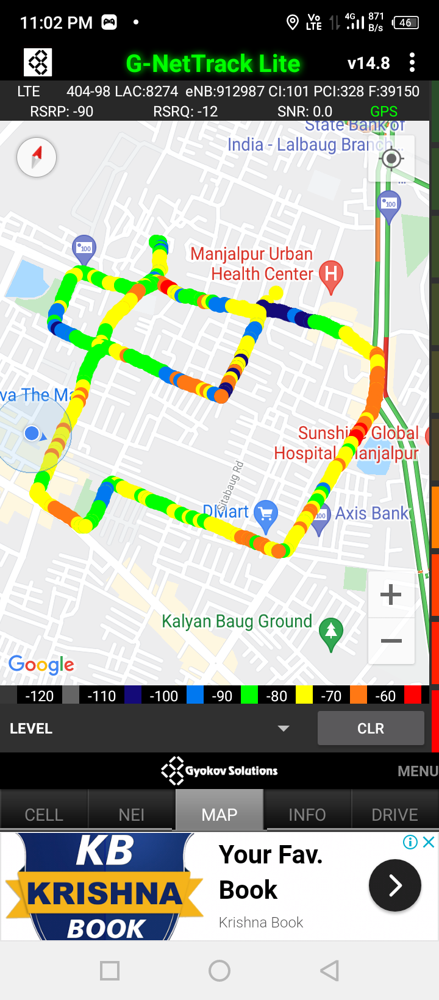 11:02 PM
Vo LTE 4G 871 B/s 46
G-NetTrack Lite v14.8
LTE 404-98 LAC:8274 eNB:912987 CI:101 PCI:328 F:39150
RSRP: -90 RSRQ: -12 SNR: 0.0 GPS
State Bank of
India - Lalbaug Branch...
100
100
Manjalpur Urban
Health Center
H
va The Ma
Sunshine Global
Hospital Manjalpur
Sitabaug Rd
DMart
100
Axis Bank
Kalyan Baug Ground
+
−
Google
-120 -110 -100 -90 -80 -70 -60
LEVEL CLR
Gyokov Solutions MENU
CELL NEI MAP INFO DRIVE
KB
KRISHNA
BOOK
Your Fav.
Book
Krishna Book